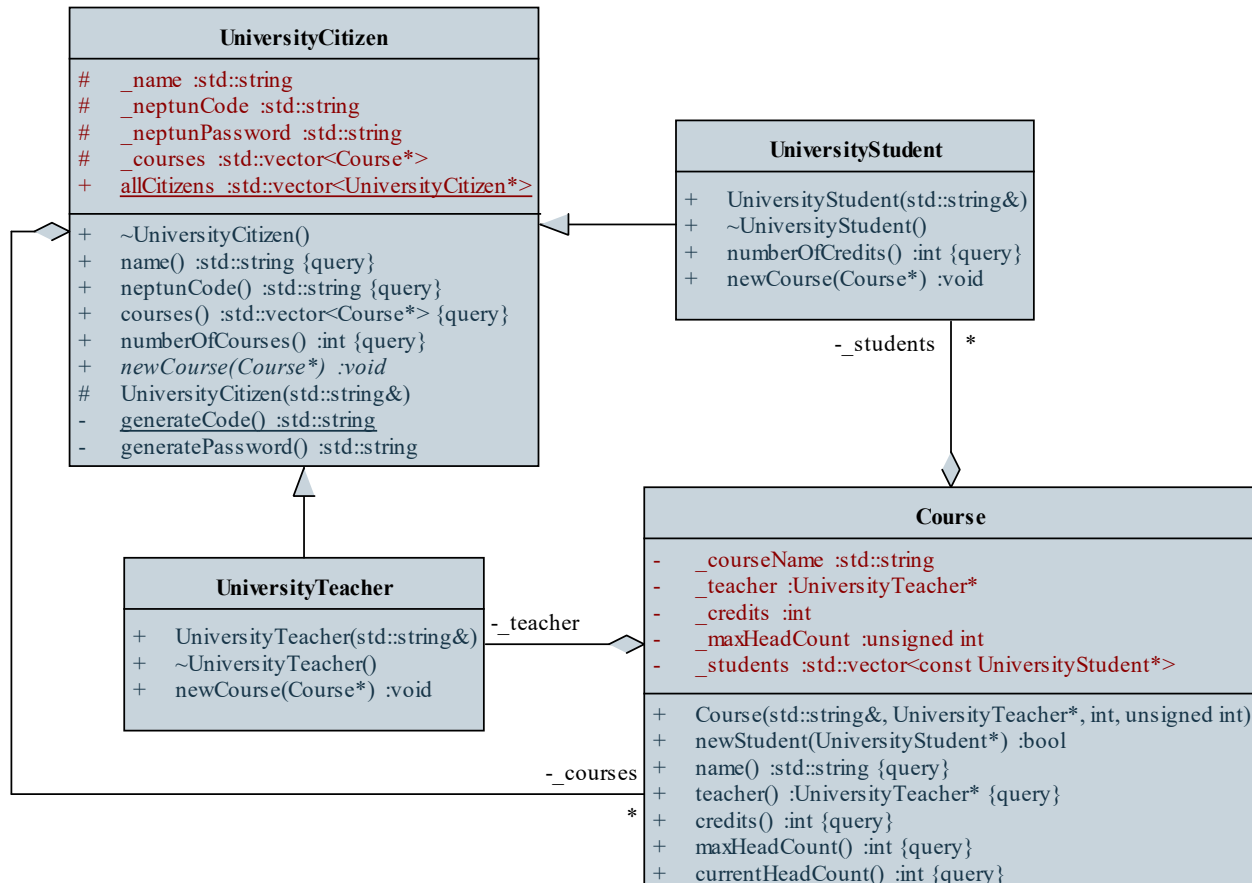 UniversityCitizen
# _name :std::string
# _neptunCode :std::string
# _neptunPassword :std::string
# _courses :std::vector<Course*>
+ allCitizens :std::vector<UniversityCitizen*>
+ ~UniversityCitizen()
+ name() :std::string {query}
+ neptunCode() :std::string {query}
+ courses() :std::vector<Course*> {query}
+ numberOfCourses() :int {query}
+ newCourse(Course*) :void
# UniversityCitizen(std::string&)
- generateCode() :std::string
- generatePassword() :std::string
UniversityStudent
+ UniversityStudent(std::string&)
+ ~UniversityStudent()
+ numberOfCredits() :int {query}
+ newCourse(Course*) :void
-_students *
UniversityTeacher
+ UniversityTeacher(std::string&)
+ ~UniversityTeacher()
+ newCourse(Course*) :void
-_teacher
-_courses
*
Course
- _courseName :std::string
- _teacher :UniversityTeacher*
- _credits :int
- _maxHeadCount :unsigned int
- _students :std::vector<const UniversityStudent*>
+ Course(std::string&, UniversityTeacher*, int, unsigned int)
+ newStudent(UniversityStudent*) :bool
+ name() :std::string {query}
+ teacher() :UniversityTeacher* {query}
+ credits() :int {query}
+ maxHeadCount() :int {query}
+ currentHeadCount() :int {query}